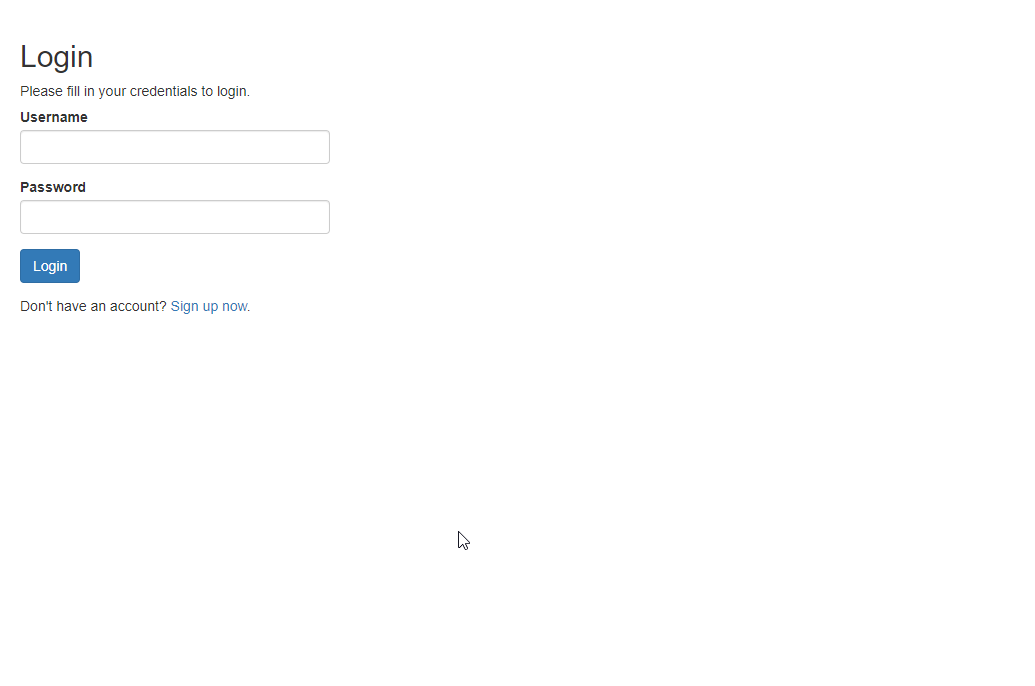 Login
Please fill in your credentials to login.
Username
Password
Login
Don't have an account? Sign up now.